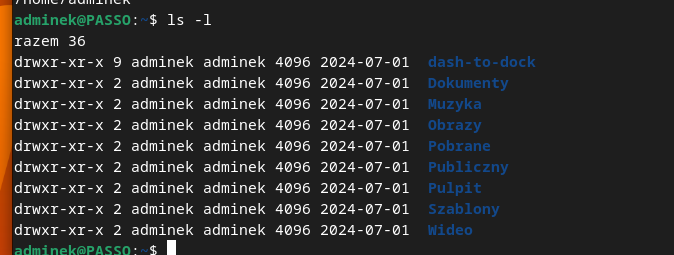 /home/adminek
adminek@PASSO:~$ ls -l
razem 36
drwxr-xr-x 9 adminek adminek 4096 2024-07-01  dash-to-dock
drwxr-xr-x 2 adminek adminek 4096 2024-07-01  Dokumenty
drwxr-xr-x 2 adminek adminek 4096 2024-07-01  Muzyka
drwxr-xr-x 2 adminek adminek 4096 2024-07-01  Obrazy
drwxr-xr-x 2 adminek adminek 4096 2024-07-01  Pobrane
drwxr-xr-x 2 adminek adminek 4096 2024-07-01  Publiczny
drwxr-xr-x 2 adminek adminek 4096 2024-07-01  Pulpit
drwxr-xr-x 2 adminek adminek 4096 2024-07-01  Szablony
drwxr-xr-x 2 adminek adminek 4096 2024-07-01  Wideo
adminek@PASSO:~$